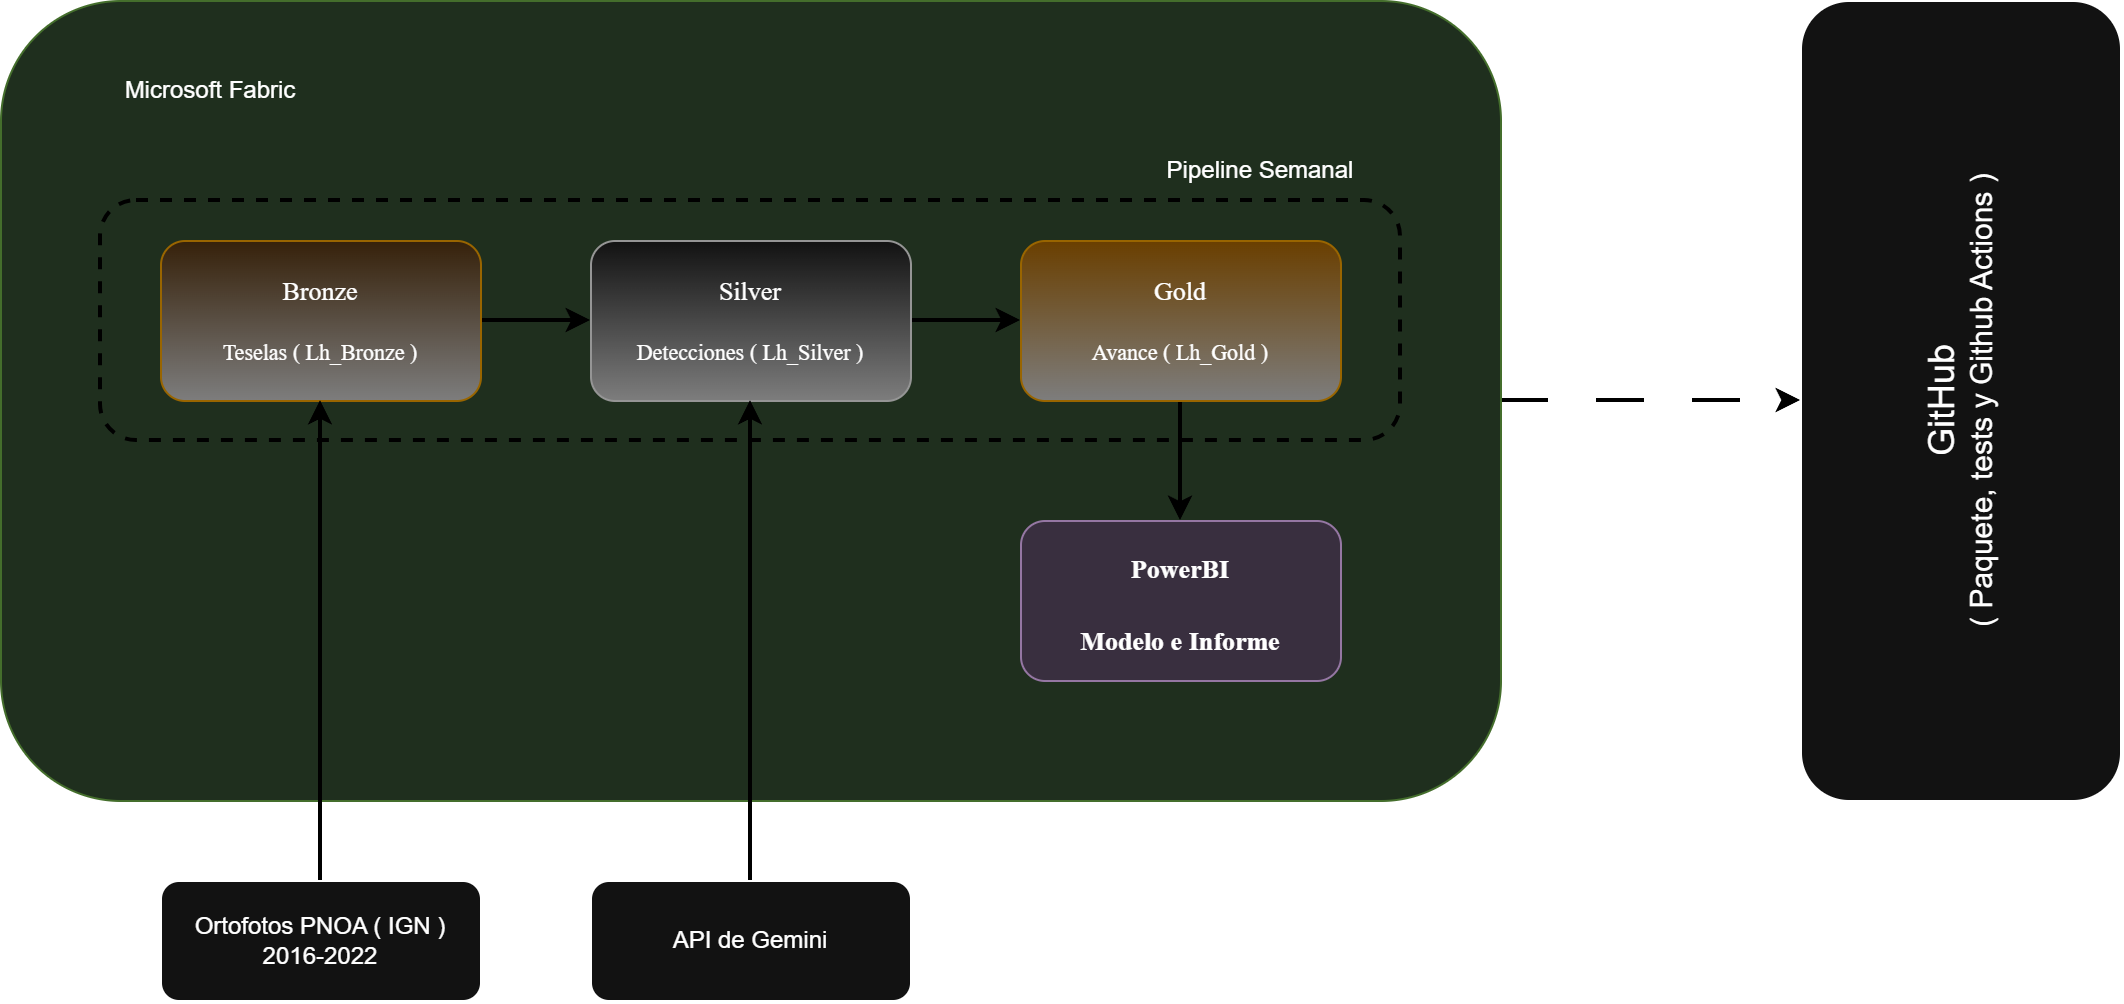 Microsoft Fabric
Pipeline Semanal
Bronze
Teselas ( Lh_Bronze )
Silver
Detecciones ( Lh_Silver )
Gold
Avance ( Lh_Gold )
PowerBI
Modelo e Informe
Ortofotos PNOA ( IGN )
2016-2022
API de Gemini
GitHub
( Paquete, tests y Github Actions )